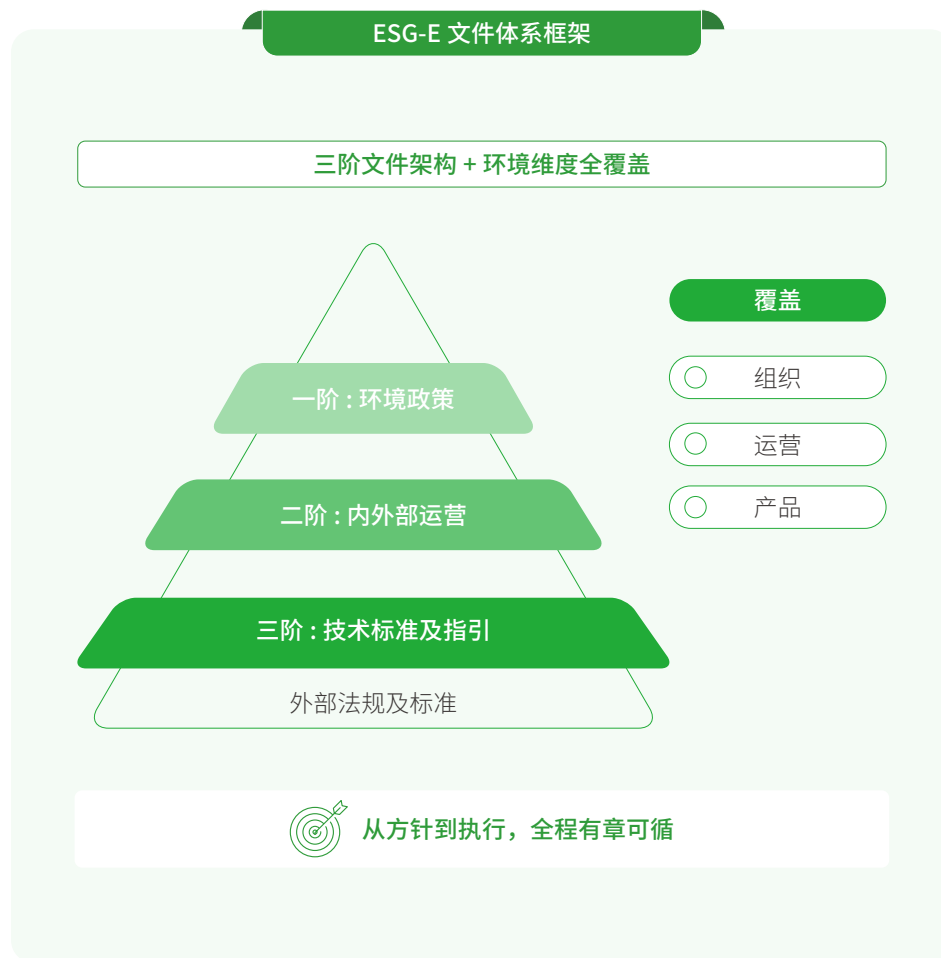 ESG-E 文件体系框架
三阶文件架构 + 环境维度全覆盖
覆盖
组织
运营
产品
一阶 : 环境政策
二阶 : 内外部运营
三阶 : 技术标准及指引
外部法规及标准
从方针到执行，全程有章可循